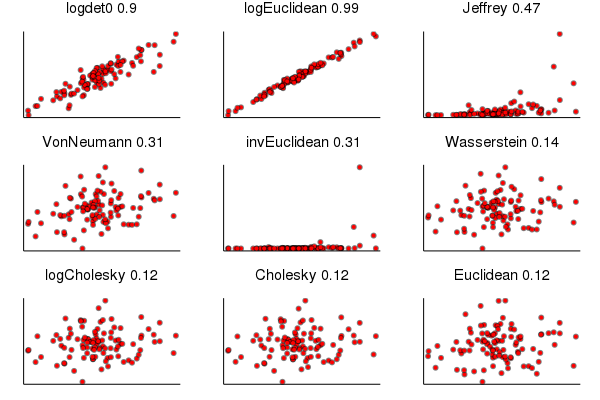 logdet0 0.9
logEuclidean 0.99
Jeffrey 0.47
VonNeumann 0.31
invEuclidean 0.31
Wasserstein 0.14
logCholesky 0.12
Cholesky 0.12
Euclidean 0.12